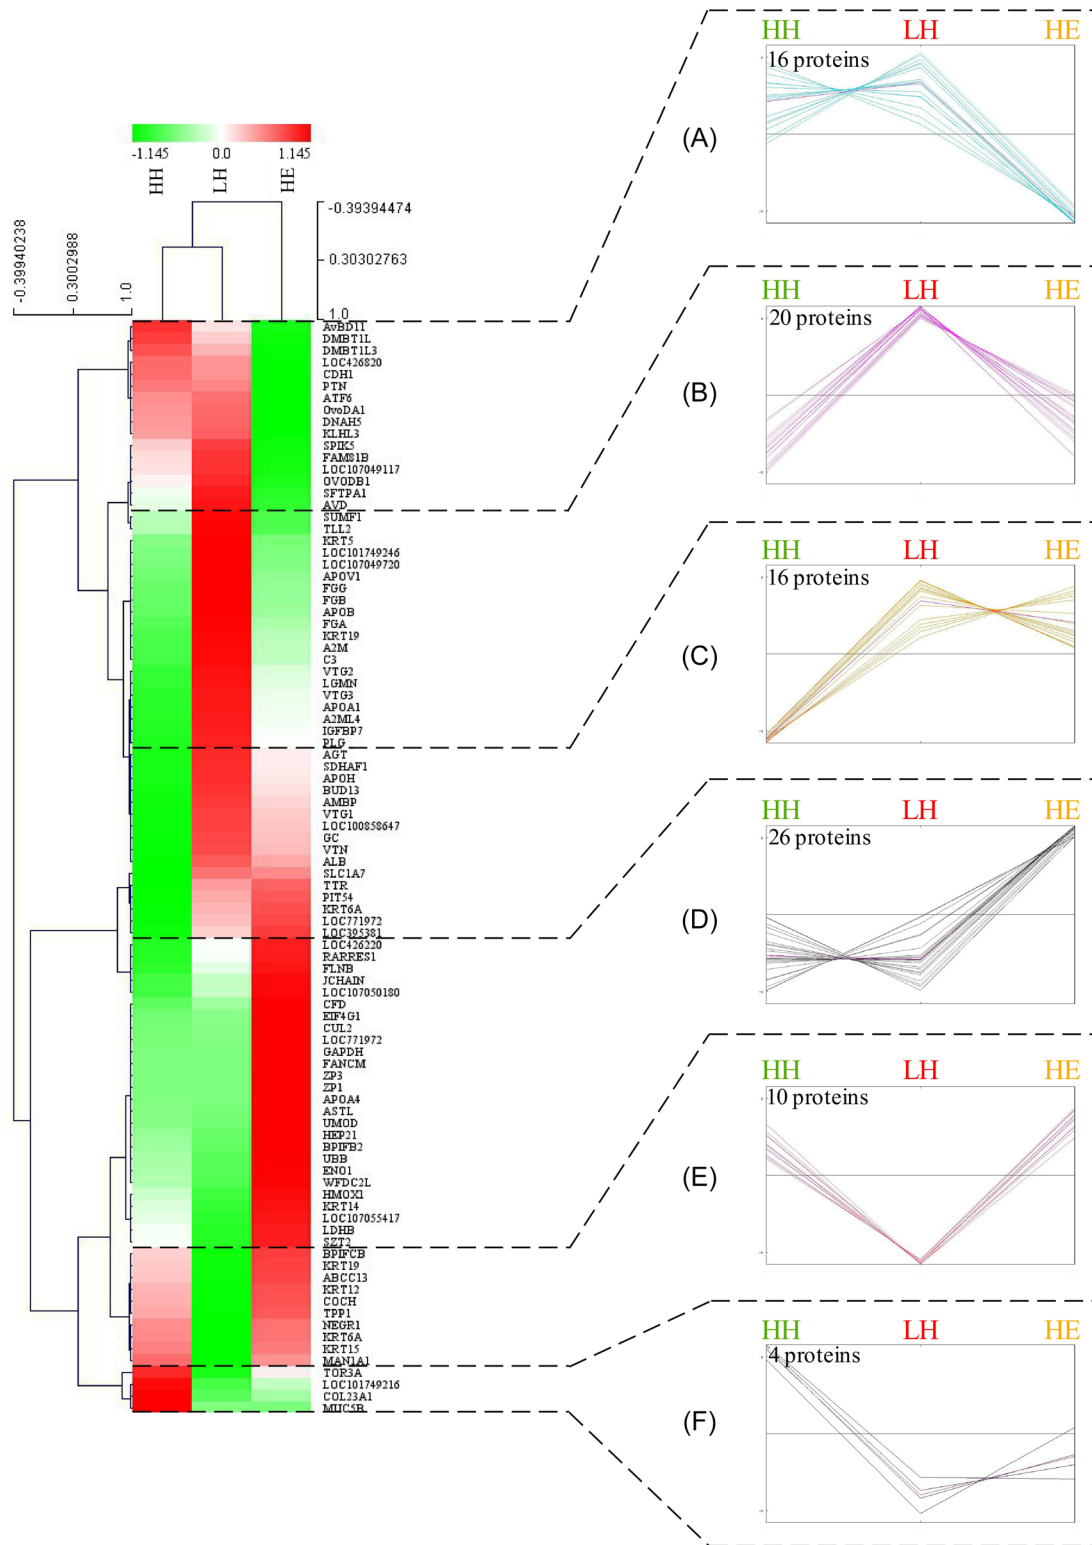 -1.145 0.0 1.145
HH LH HE
-0.39394474
0.30302763
1.0
-0.39940238 0.3002988 1.0
AvBD11
DMBT1L
DMBT1L3
LOC426820
CDH1
PTN
ATF6
OvoDA1
DNAH5
KLHL3
SPIK5
FAM81B
LOC107049117
OVODB1
SFTPA1
AVD
SUMF1
TLL2
KRT5
LOC101749246
LOC107049720
APOV1
FGG
FGB
APOB
FGA
KRT19
A2M
C3
VTG2
LGMN
VTG3
APOA1
A2ML4
IGFBP7
PLG
AGT
SDHAF1
APOH
BUD13
AMBP
VTG1
LOC100858647
GC
VTN
ALB
SLC1A7
TTR
PIT54
KRT6A
LOC771972
LOC395381
LOC426220
RARRES1
FLNB
JCHAIN
LOC107050180
CFD
EIF4G1
CUL2
LOC771972
GAPDH
FANCM
ZP3
ZP1
APOA4
ASTL
UMOD
HEP21
BPIFB2
UBB
ENO1
WFDC2L
HMOX1
KRT14
LOC107055417
LDHB
SZT2
BPIFCB
KRT19
ABCC13
KRT12
COCH
TPP1
NEGR1
KRT6A
KRT15
MAN1A1
TOR3A
LOC101749216
COL23A1
MUC5B
(A)
HH LH HE
16 proteins
(B)
HH LH HE
20 proteins
(C)
HH LH HE
16 proteins
(D)
HH LH HE
26 proteins
(E)
HH LH HE
10 proteins
(F)
HH LH HE
4 proteins